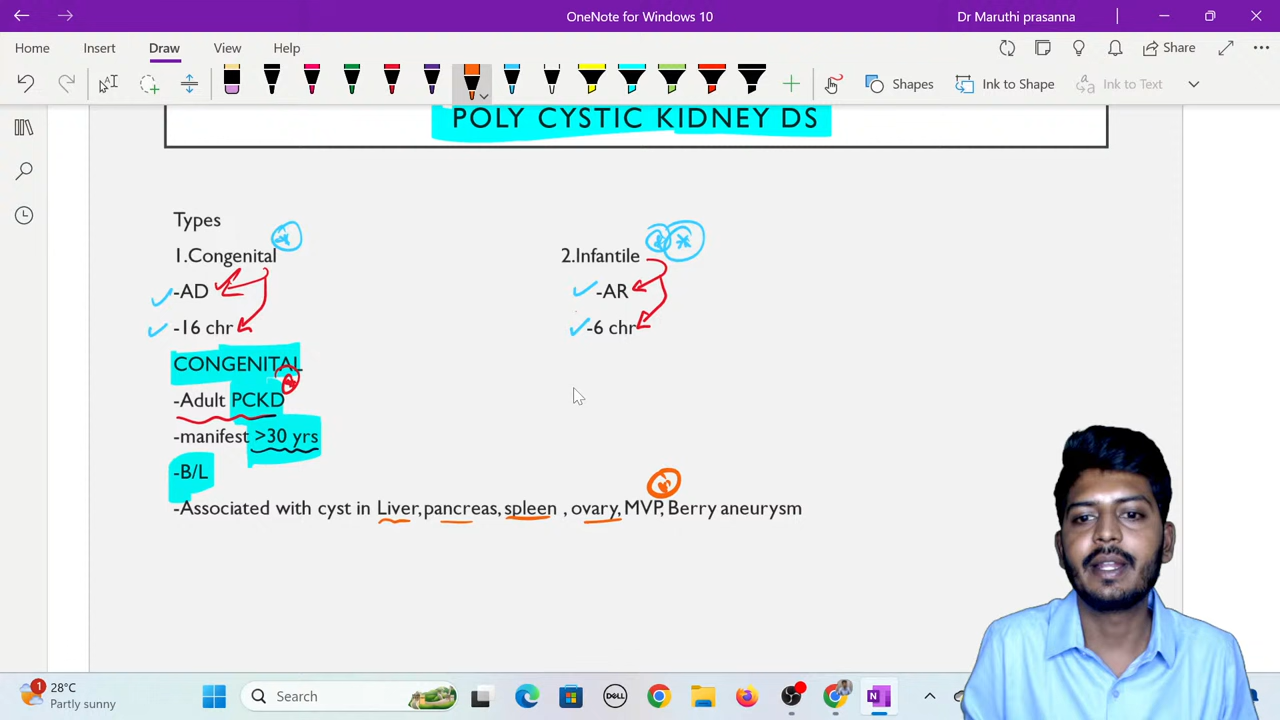 OneNote for Windows 10
Dr Maruthi prasanna
Home Insert Draw View Help
Share
Shapes
Ink to Shape
Ink to Text
POLY CYSTIC KIDNEY DS
Types
1.Congenital
2.Infantile
-AD
-AR
-16 chr
-6 chr
CONGENITAL
-Adult PCKD
-manifest >30 yrs
-B/L
-Associated with cyst in Liver,pancreas, spleen , ovary, MVP, Berry aneurysm
1
28°C
Partly sunny
Search
DELL
N